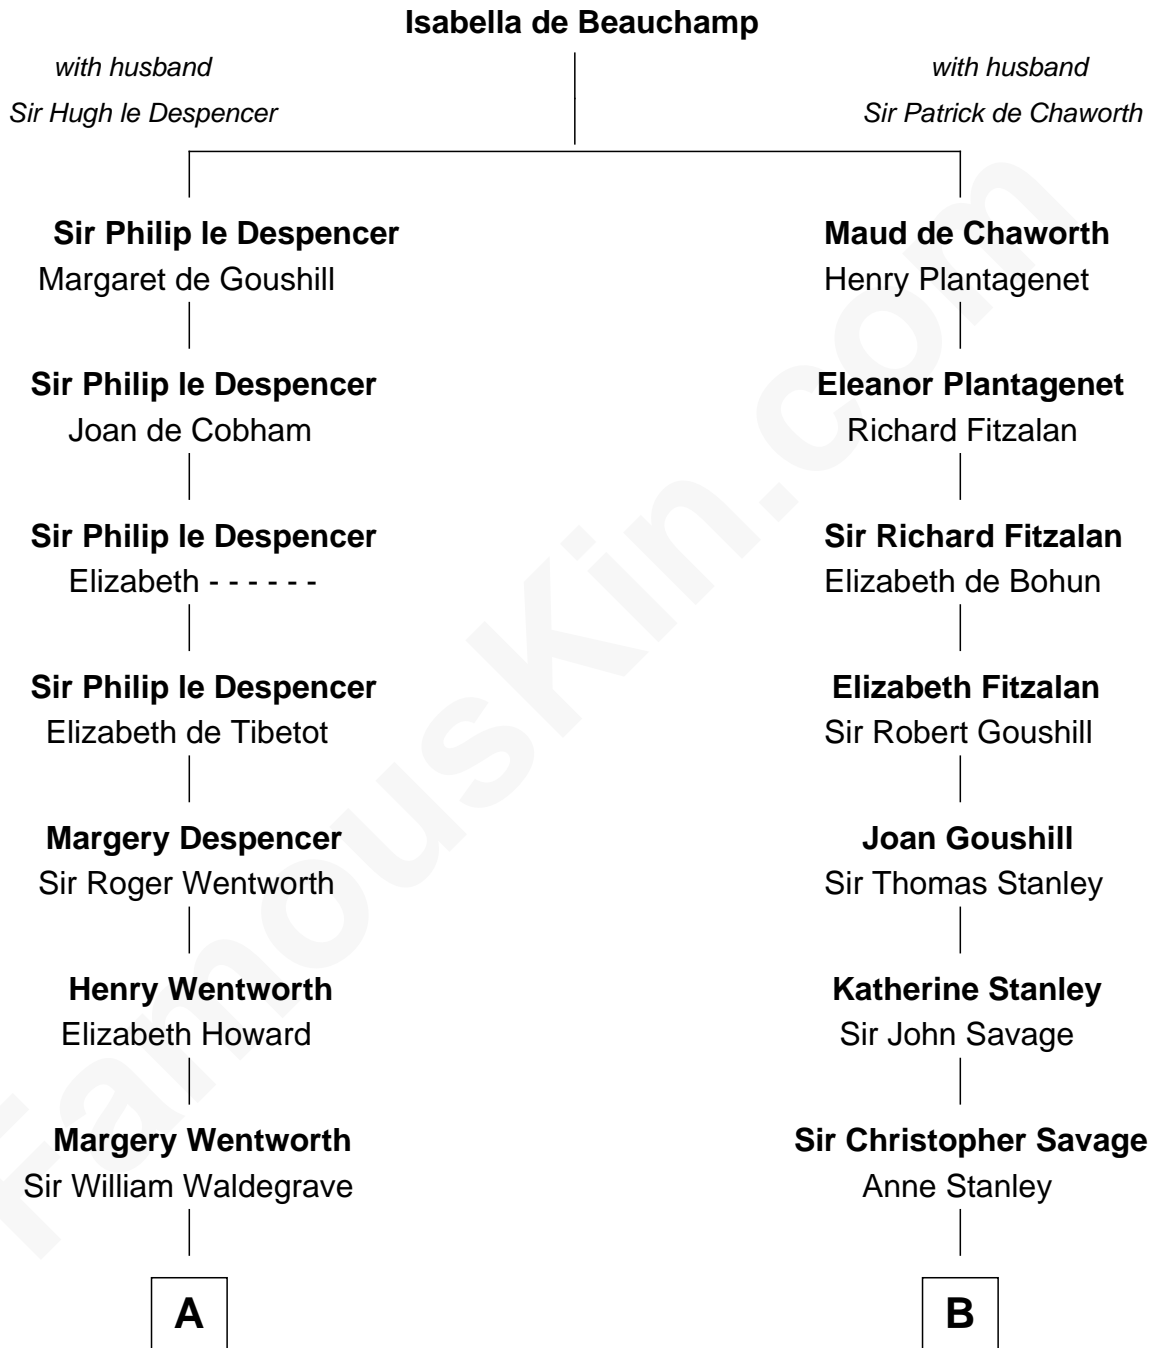 Isabella de Beauchamp
with husband
Sir Hugh le Despencer
with husband
Sir Patrick de Chaworth
Sir Philip le Despencer
Margaret de Goushill
Maud de Chaworth
Henry Plantagenet
Sir Philip le Despencer
Joan de Cobham
Eleanor Plantagenet
Richard Fitzalan
Sir Philip le Despencer
Elizabeth - - - - - -
Sir Richard Fitzalan
Elizabeth de Bohun
Sir Philip le Despencer
Elizabeth de Tibetot
Elizabeth Fitzalan
Sir Robert Goushill
Margery Despencer
Sir Roger Wentworth
Joan Goushill
Sir Thomas Stanley
Henry Wentworth
Elizabeth Howard
Katherine Stanley
Sir John Savage
Margery Wentworth
Sir William Waldegrave
Sir Christopher Savage
Anne Stanley
A
B
FamousKin.com